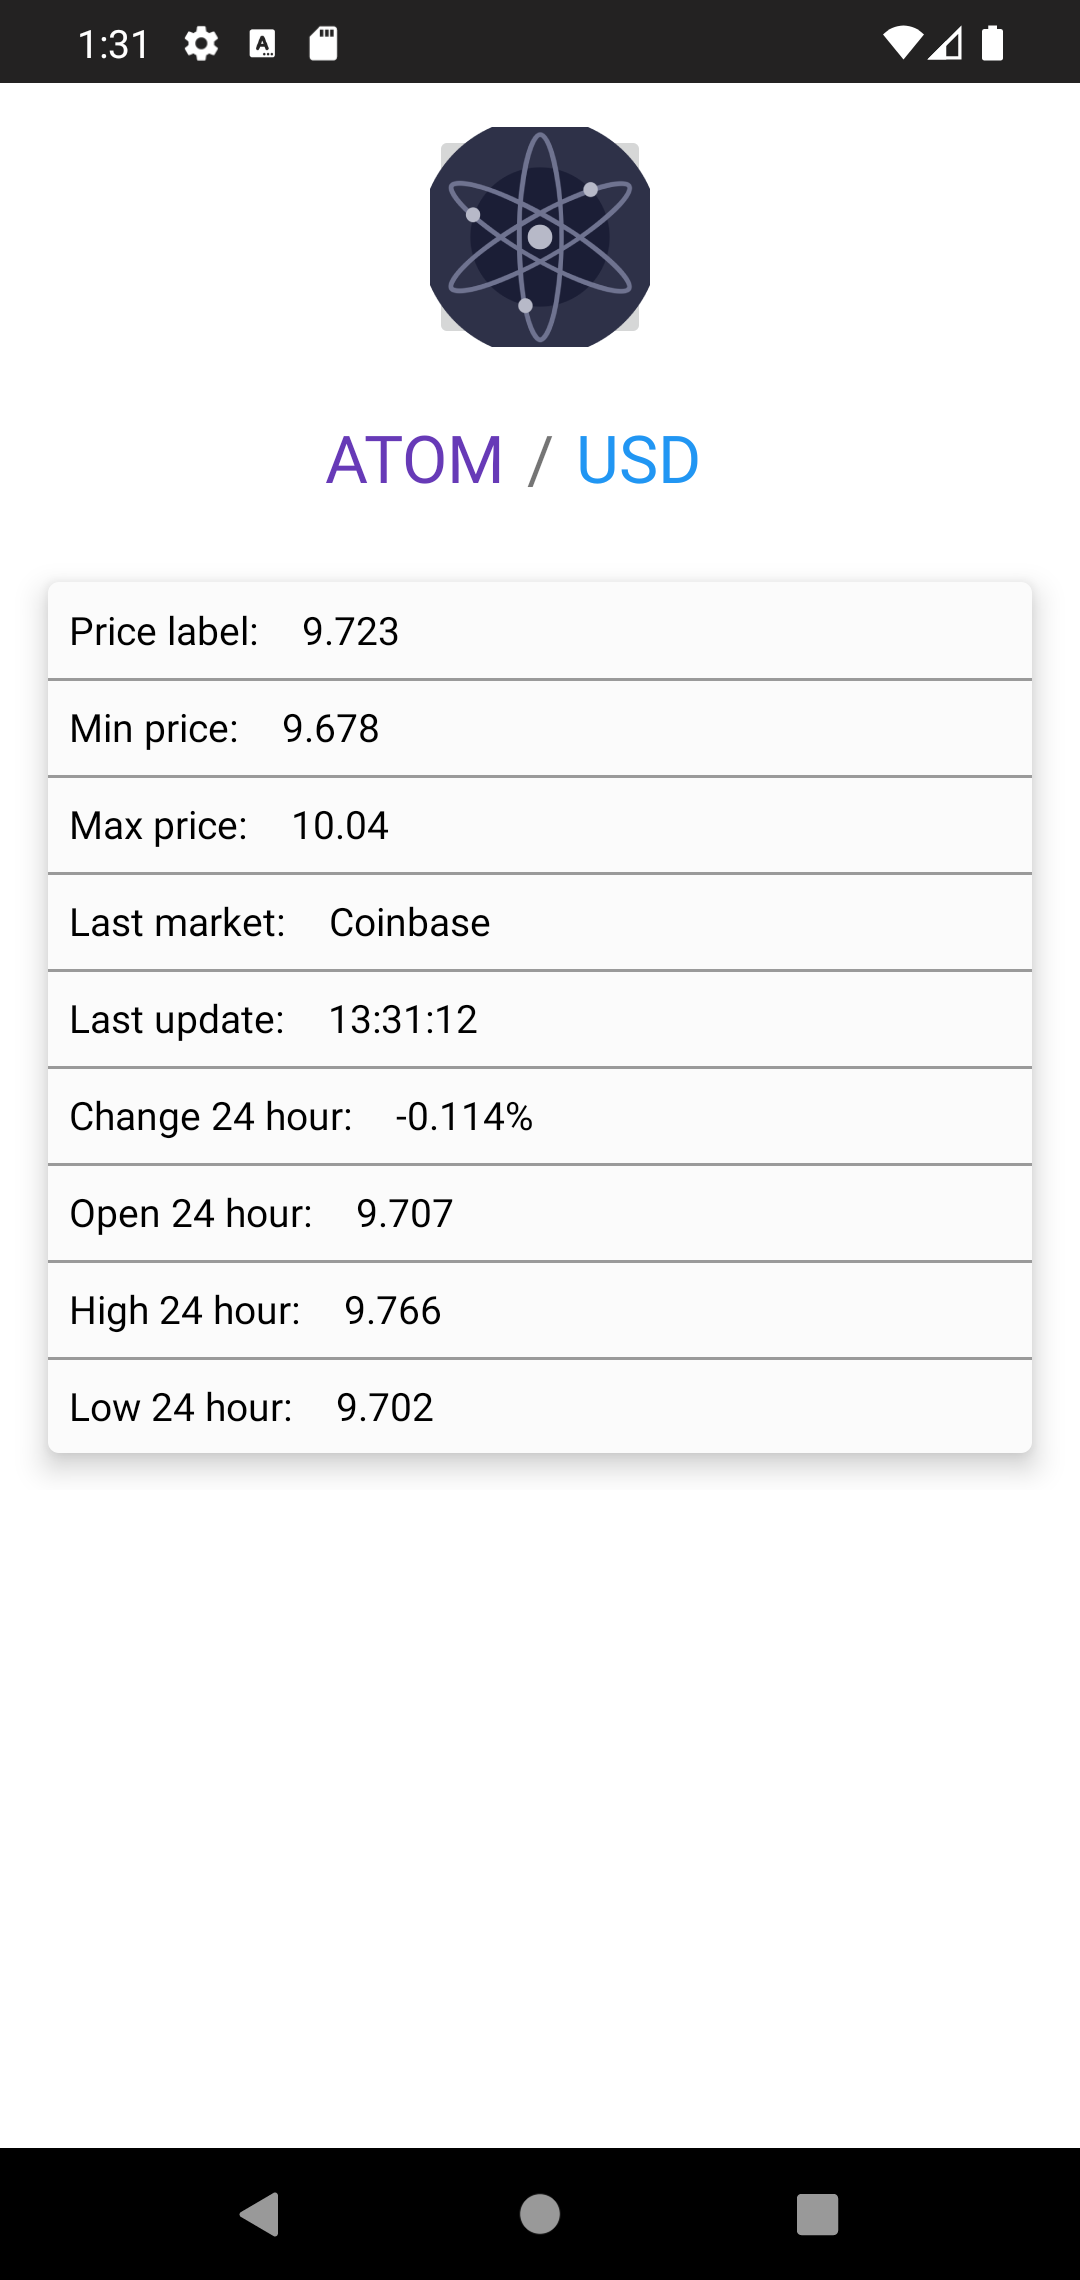 1:31
ATOM / USD
Price label: 9.723
Min price: 9.678
Max price: 10.04
Last market: Coinbase
Last update: 13:31:12
Change 24 hour: -0.114%
Open 24 hour: 9.707
High 24 hour: 9.766
Low 24 hour: 9.702